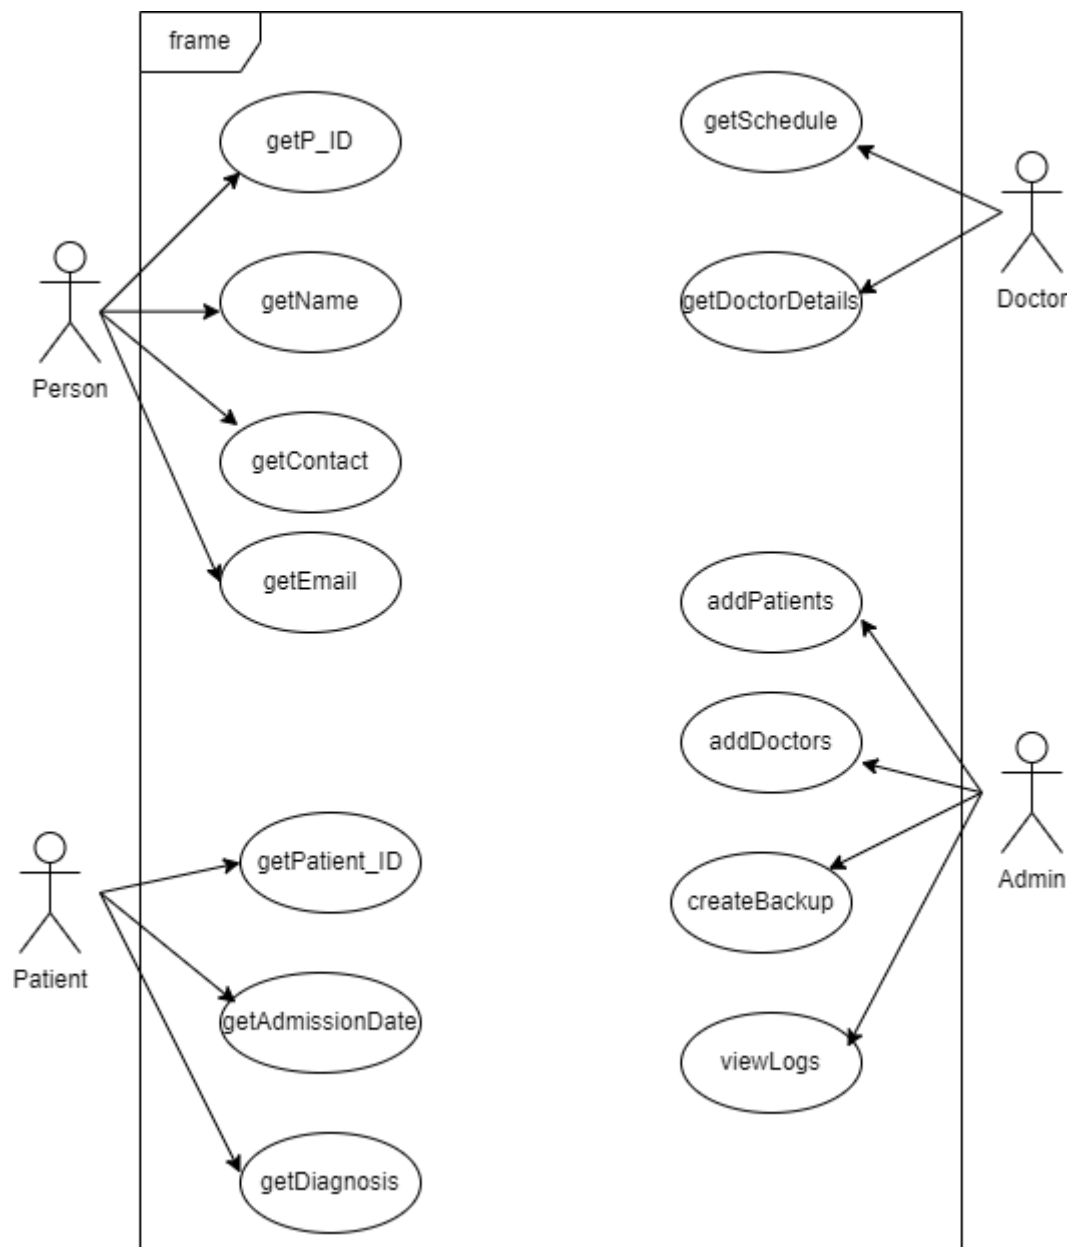 frame
getP_ID
getSchedule
getName
getDoctorDetails
Doctor
Person
getContact
getEmail
addPatients
addDoctors
getPatient_ID
Admin
createBackup
Patient
getAdmissionDate
viewLogs
getDiagnosis